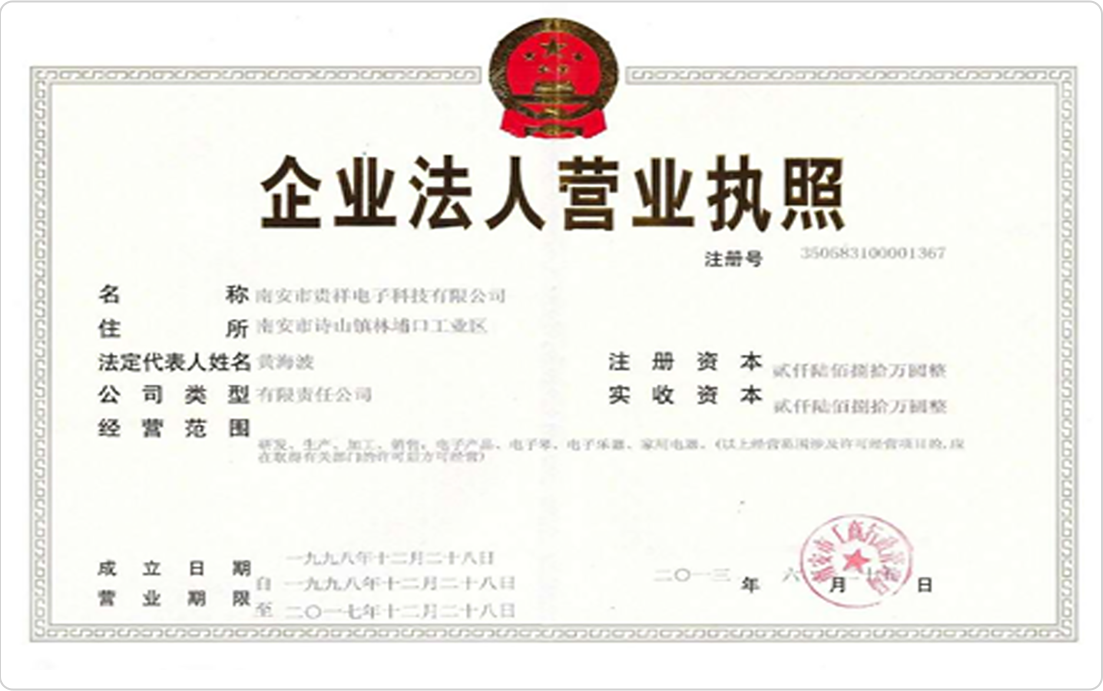 企业法人营业执照
注册号 350583100001367
名称 南安市贵祥电子科技有限公司
住所 南安市诗山镇林埔口工业区
法定代表人姓名 黄海波
注册资本 贰仟陆佰捌拾万圆整
公司类型 有限责任公司
实收资本 贰仟陆佰捌拾万圆整
经营范围
研发、生产、加工、销售：电子产品、电子琴、电子乐器、家用电器。(以上经营范围涉及许可经营项目的,应
在取得有关部门的许可后方可经营)
成立日期 一九九八年十二月二十八日
营业期限 自 一九九八年十二月二十八日
至 二〇一七年十二月二十八日
二〇一三 年 六 月 二十 日
南安市工商行政管理局